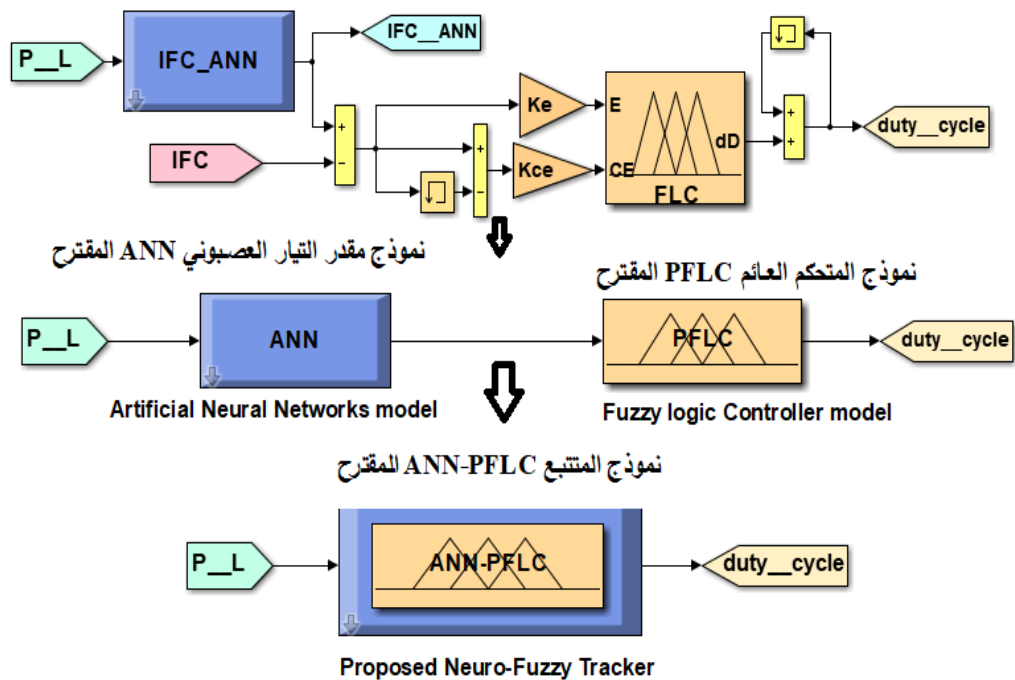 P__L
IFC_ANN
IFC__ANN
IFC
Ke
Kce
E
CE
dD
FLC
duty__cycle
نموذج مقدر التيار العصبوني ANN المقترح
نموذج المتحكم العائم PFLC المقترح
P__L
ANN
PFLC
duty__cycle
Artificial Neural Networks model
Fuzzy logic Controller model
نموذج المتتبع ANN-PFLC المقترح
P__L
ANN-PFLC
duty__cycle
Proposed Neuro-Fuzzy Tracker